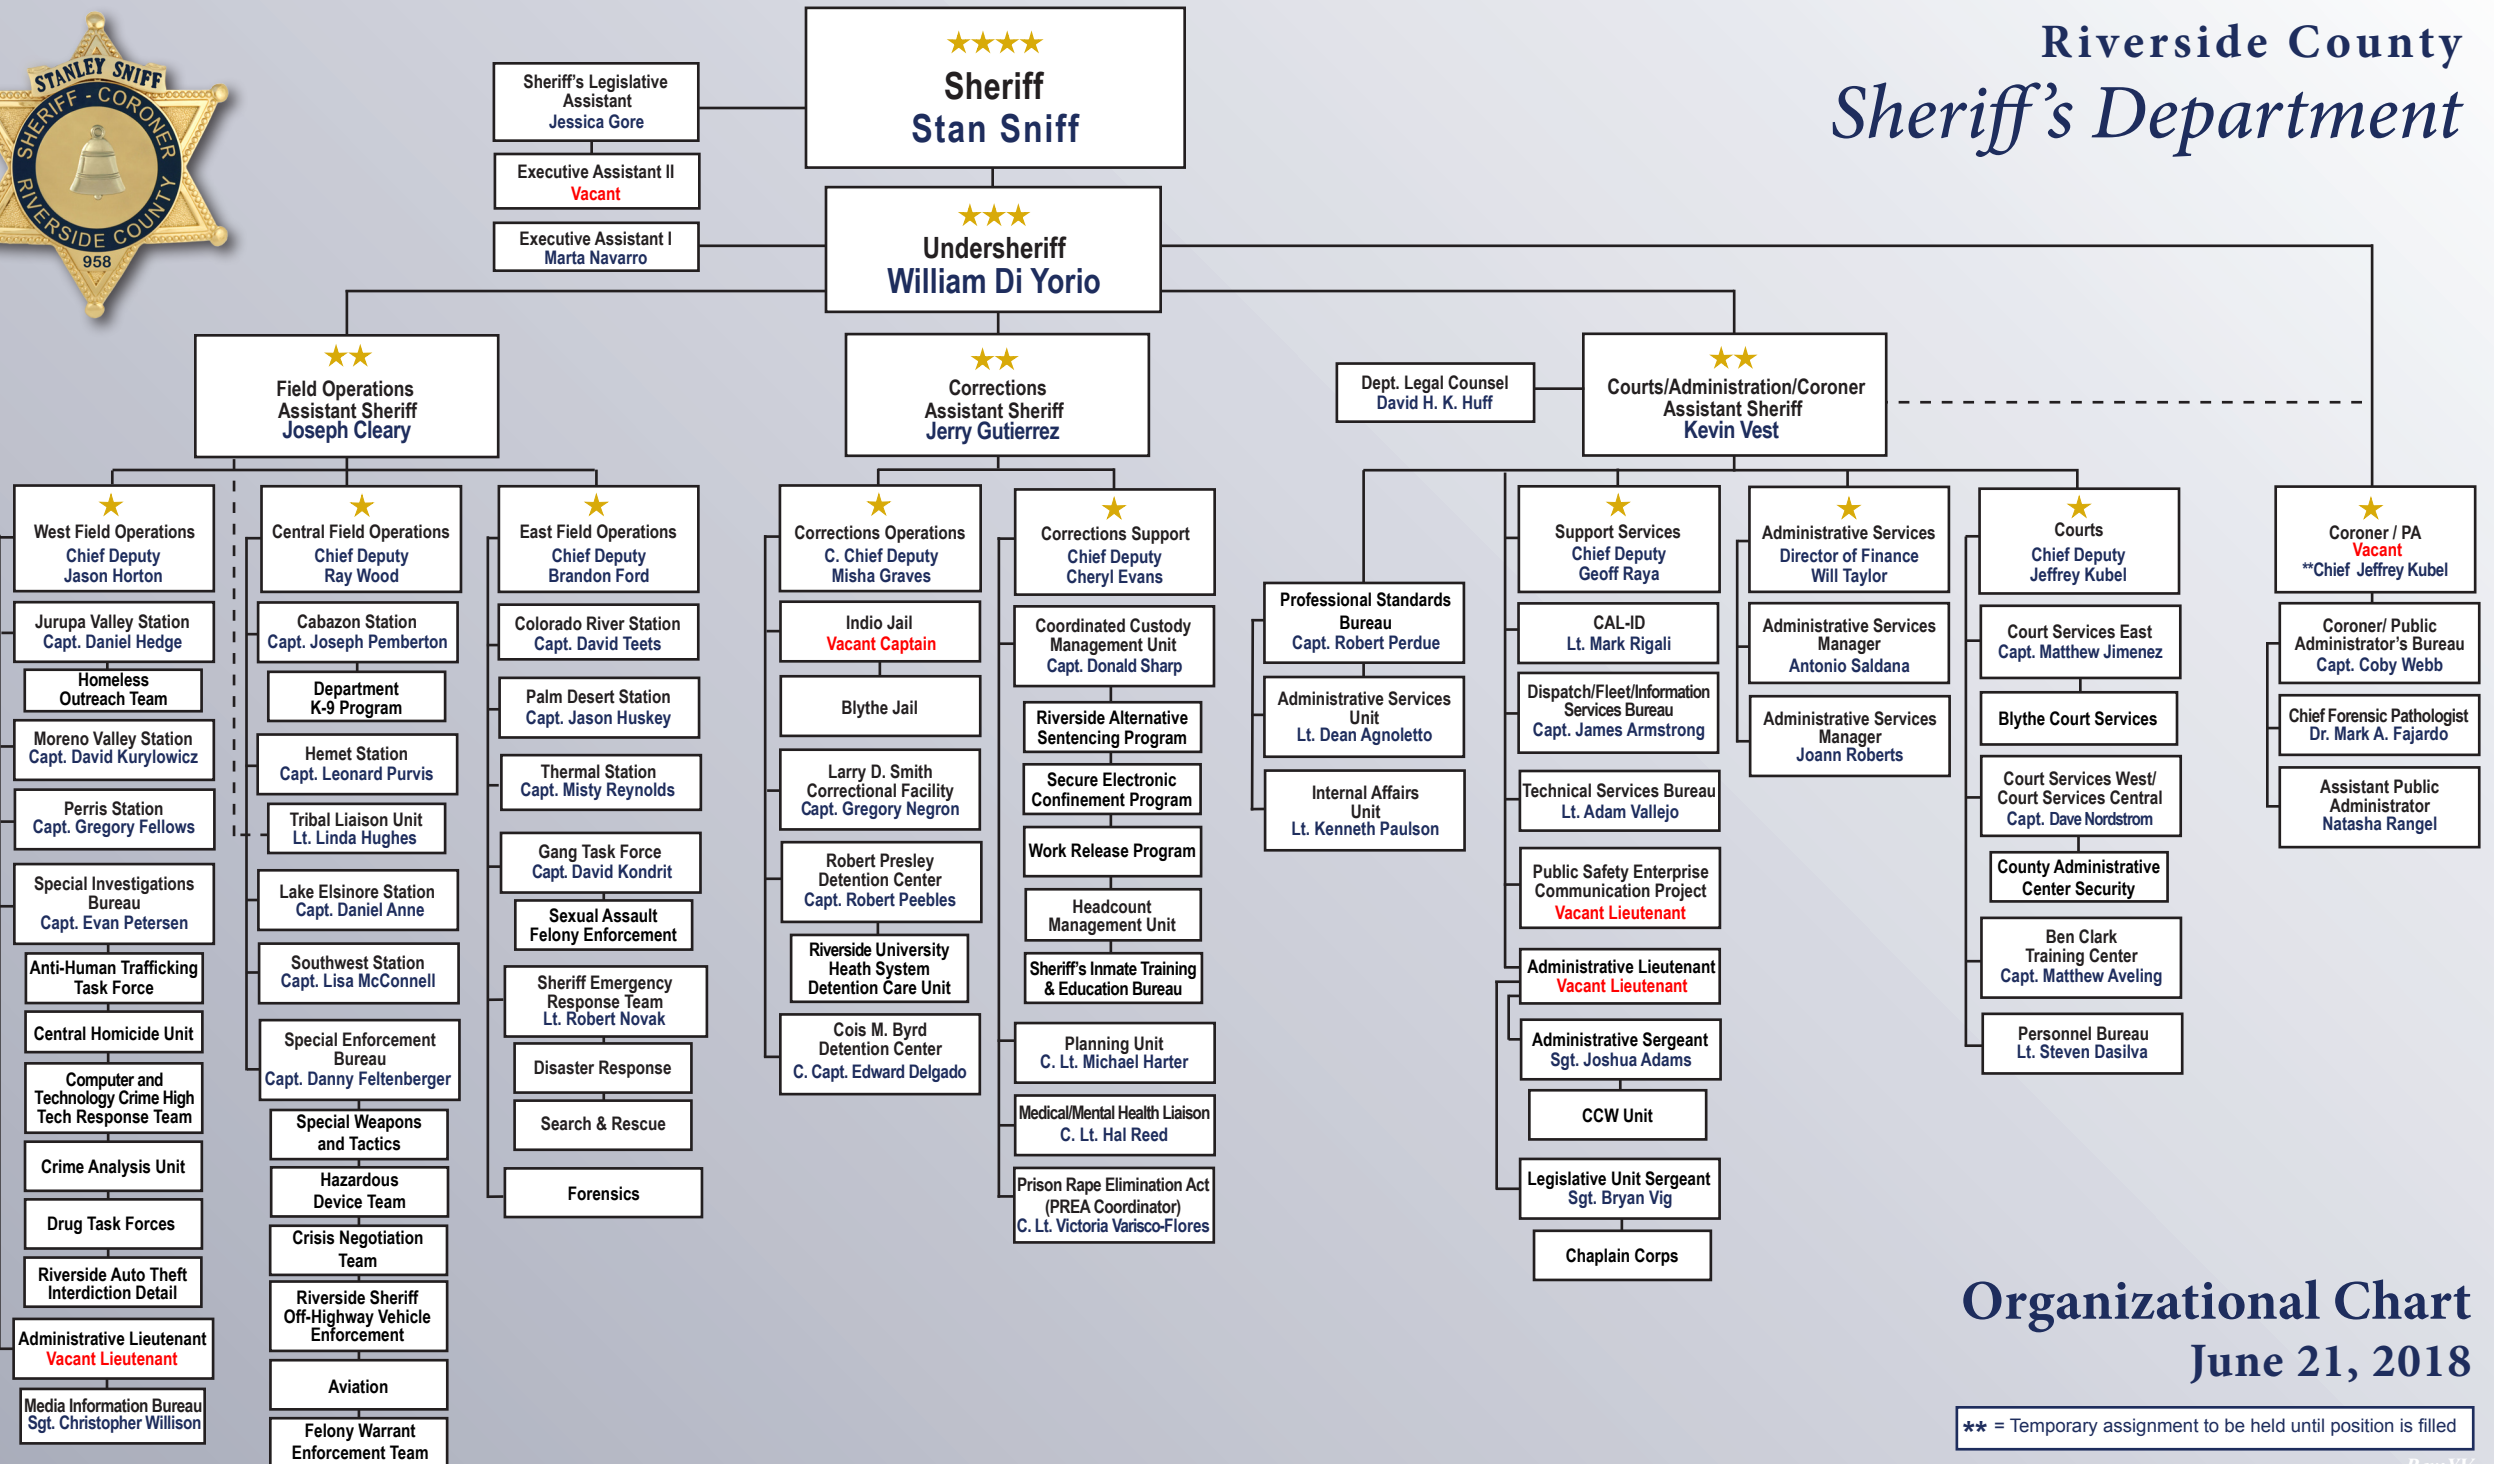 STANLEY SNIFF
SHERIFF - CORONER
RIVERSIDE COUNTY
958
Riverside County
Sheriff's Department
Sheriff
Stan Sniff
Sheriff's Legislative
Assistant
Jessica Gore
Executive Assistant II
Vacant
Executive Assistant I
Marta Navarro
Undersheriff
William Di Yorio
Field Operations
Assistant Sheriff
Joseph Cleary
Corrections
Assistant Sheriff
Jerry Gutierrez
Dept. Legal Counsel
David H. K. Huff
Courts/Administration/Coroner
Assistant Sheriff
Kevin Vest
West Field Operations
Chief Deputy
Jason Horton
Jurupa Valley Station
Capt. Daniel Hedge
Homeless
Outreach Team
Moreno Valley Station
Capt. David Kurylowicz
Perris Station
Capt. Gregory Fellows
Special Investigations
Bureau
Capt. Evan Petersen
Anti-Human Trafficking
Task Force
Central Homicide Unit
Computer and
Technology Crime High
Tech Response Team
Crime Analysis Unit
Drug Task Forces
Riverside Auto Theft
Interdiction Detail
Administrative Lieutenant
Vacant Lieutenant
Media Information Bureau
Sgt. Christopher Willison
Central Field Operations
Chief Deputy
Ray Wood
Cabazon Station
Capt. Joseph Pemberton
Department
K-9 Program
Hemet Station
Capt. Leonard Purvis
Tribal Liaison Unit
Lt. Linda Hughes
Lake Elsinore Station
Capt. Daniel Anne
Southwest Station
Capt. Lisa McConnell
Special Enforcement
Bureau
Capt. Danny Feltenberger
Special Weapons
and Tactics
Hazardous
Device Team
Crisis Negotiation
Team
Riverside Sheriff
Off-Highway Vehicle
Enforcement
Aviation
Felony Warrant
Enforcement Team
East Field Operations
Chief Deputy
Brandon Ford
Colorado River Station
Capt. David Teets
Palm Desert Station
Capt. Jason Huskey
Thermal Station
Capt. Misty Reynolds
Gang Task Force
Capt. David Kondrit
Sexual Assault
Felony Enforcement
Sheriff Emergency
Response Team
Lt. Robert Novak
Disaster Response
Search & Rescue
Forensics
Corrections Operations
C. Chief Deputy
Misha Graves
Indio Jail
Vacant Captain
Blythe Jail
Larry D. Smith
Correctional Facility
Capt. Gregory Negron
Robert Presley
Detention Center
Capt. Robert Peebles
Riverside University
Heath System
Detention Care Unit
Cois M. Byrd
Detention Center
C. Capt. Edward Delgado
Corrections Support
Chief Deputy
Cheryl Evans
Coordinated Custody
Management Unit
Capt. Donald Sharp
Riverside Alternative
Sentencing Program
Secure Electronic
Confinement Program
Work Release Program
Headcount
Management Unit
Sheriff's Inmate Training
& Education Bureau
Planning Unit
C. Lt. Michael Harter
Medical/Mental Health Liaison
C. Lt. Hal Reed
Prison Rape Elimination Act
(PREA Coordinator)
C. Lt. Victoria Varisco-Flores
Professional Standards
Bureau
Capt. Robert Perdue
Administrative Services
Unit
Lt. Dean Agnoletto
Internal Affairs
Unit
Lt. Kenneth Paulson
Support Services
Chief Deputy
Geoff Raya
CAL-ID
Lt. Mark Rigali
Dispatch/Fleet/Information
Services Bureau
Capt. James Armstrong
Technical Services Bureau
Lt. Adam Vallejo
Public Safety Enterprise
Communication Project
Vacant Lieutenant
Administrative Lieutenant
Vacant Lieutenant
Administrative Sergeant
Sgt. Joshua Adams
CCW Unit
Legislative Unit Sergeant
Sgt. Bryan Vig
Chaplain Corps
Administrative Services
Director of Finance
Will Taylor
Administrative Services
Manager
Antonio Saldana
Administrative Services
Manager
Joann Roberts
Courts
Chief Deputy
Jeffrey Kubel
Court Services East
Capt. Matthew Jimenez
Blythe Court Services
Court Services West/
Court Services Central
Capt. Dave Nordstrom
County Administrative
Center Security
Ben Clark
Training Center
Capt. Matthew Aveling
Personnel Bureau
Lt. Steven Dasilva
Coroner / PA
Vacant
**Chief Jeffrey Kubel
Coroner/ Public
Administrator's Bureau
Capt. Coby Webb
Chief Forensic Pathologist
Dr. Mark A. Fajardo
Assistant Public
Administrator
Natasha Rangel
Organizational Chart
June 21, 2018
** = Temporary assignment to be held until position is filled